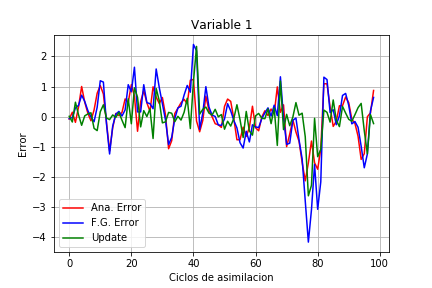 Variable 1
Error
2
1
0
−1
−2
−3
−4
Ana. Error
F.G. Error
Update
0 20 40 60 80 100
Ciclos de asimilacion